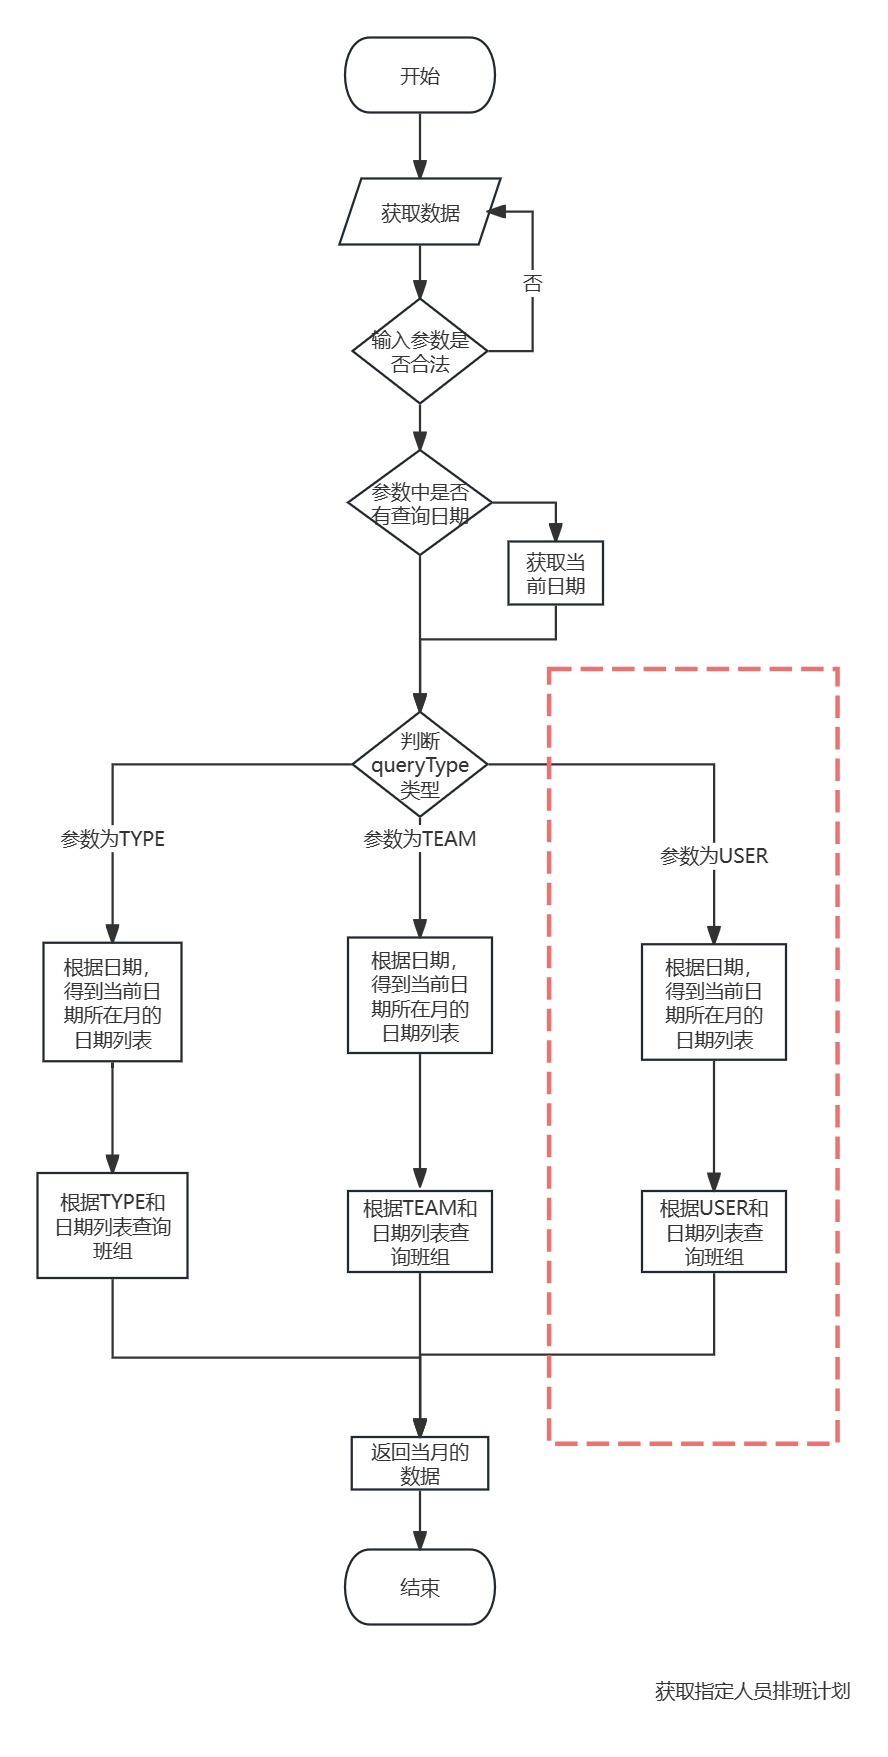 开始
获取数据
否
输入参数是
否合法
参数中是否
有查询日期
获取当
前日期
判断
queryType
类型
参数为TYPE
参数为TEAM
参数为USER
根据日期，
得到当前日
期所在月的
日期列表
根据日期，
得到当前日
期所在月的
日期列表
根据日期，
得到当前日
期所在月的
日期列表
根据TYPE和
日期列表查询
班组
根据TEAM和
日期列表查
询班组
根据USER和
日期列表查
询班组
返回当月的
数据
结束
获取指定人员排班计划